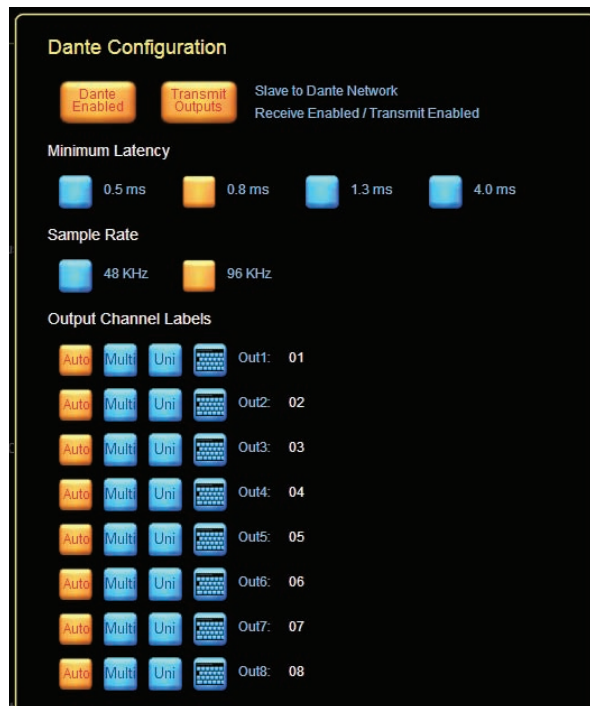 Dante Configuration
Dante Enabled Transmit Outputs Slave to Dante Network
Receive Enabled / Transmit Enabled
Minimum Latency
0.5 ms 0.8 ms 1.3 ms 4.0 ms
Sample Rate
48 KHz 96 KHz
Output Channel Labels
Auto Multi Uni Out1: 01
Auto Multi Uni Out2: 02
Auto Multi Uni Out3: 03
Auto Multi Uni Out4: 04
Auto Multi Uni Out5: 05
Auto Multi Uni Out6: 06
Auto Multi Uni Out7: 07
Auto Multi Uni Out8: 08